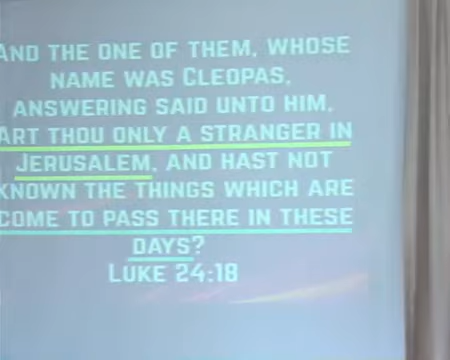 AND THE ONE OF THEM, WHOSE
NAME WAS CLEOPAS,
ANSWERING SAID UNTO HIM,
ART THOU ONLY A STRANGER IN
JERUSALEM, AND HAST NOT
KNOWN THE THINGS WHICH ARE
COME TO PASS THERE IN THESE
DAYS?
LUKE 24:18